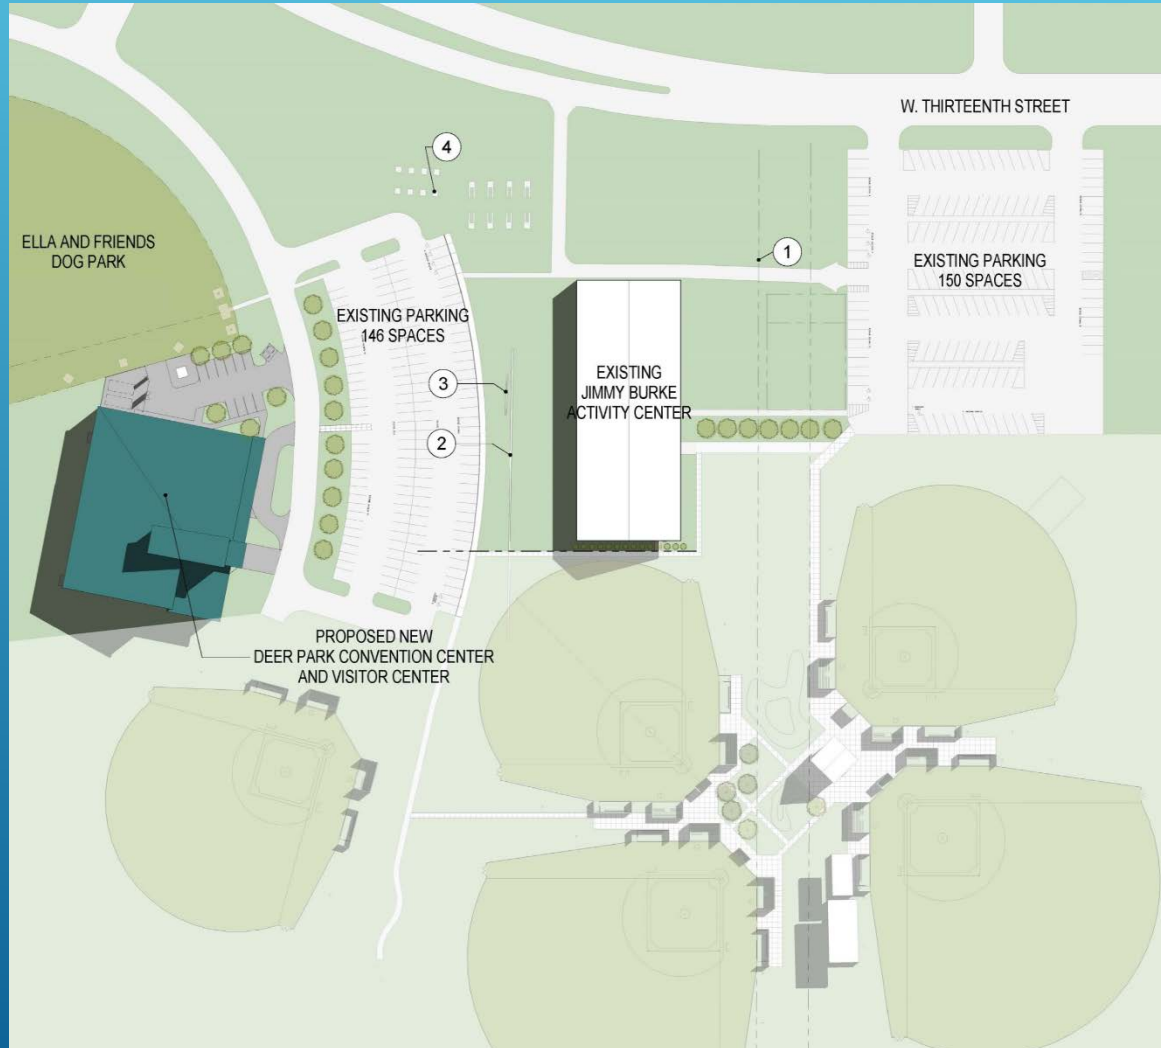 W. THIRTEENTH STREET
4
ELLA AND FRIENDS
DOG PARK
1
EXISTING PARKING
150 SPACES
EXISTING PARKING
146 SPACES
3
EXISTING
JIMMY BURKE
ACTIVITY CENTER
2
PROPOSED NEW
DEER PARK CONVENTION CENTER
AND VISITOR CENTER